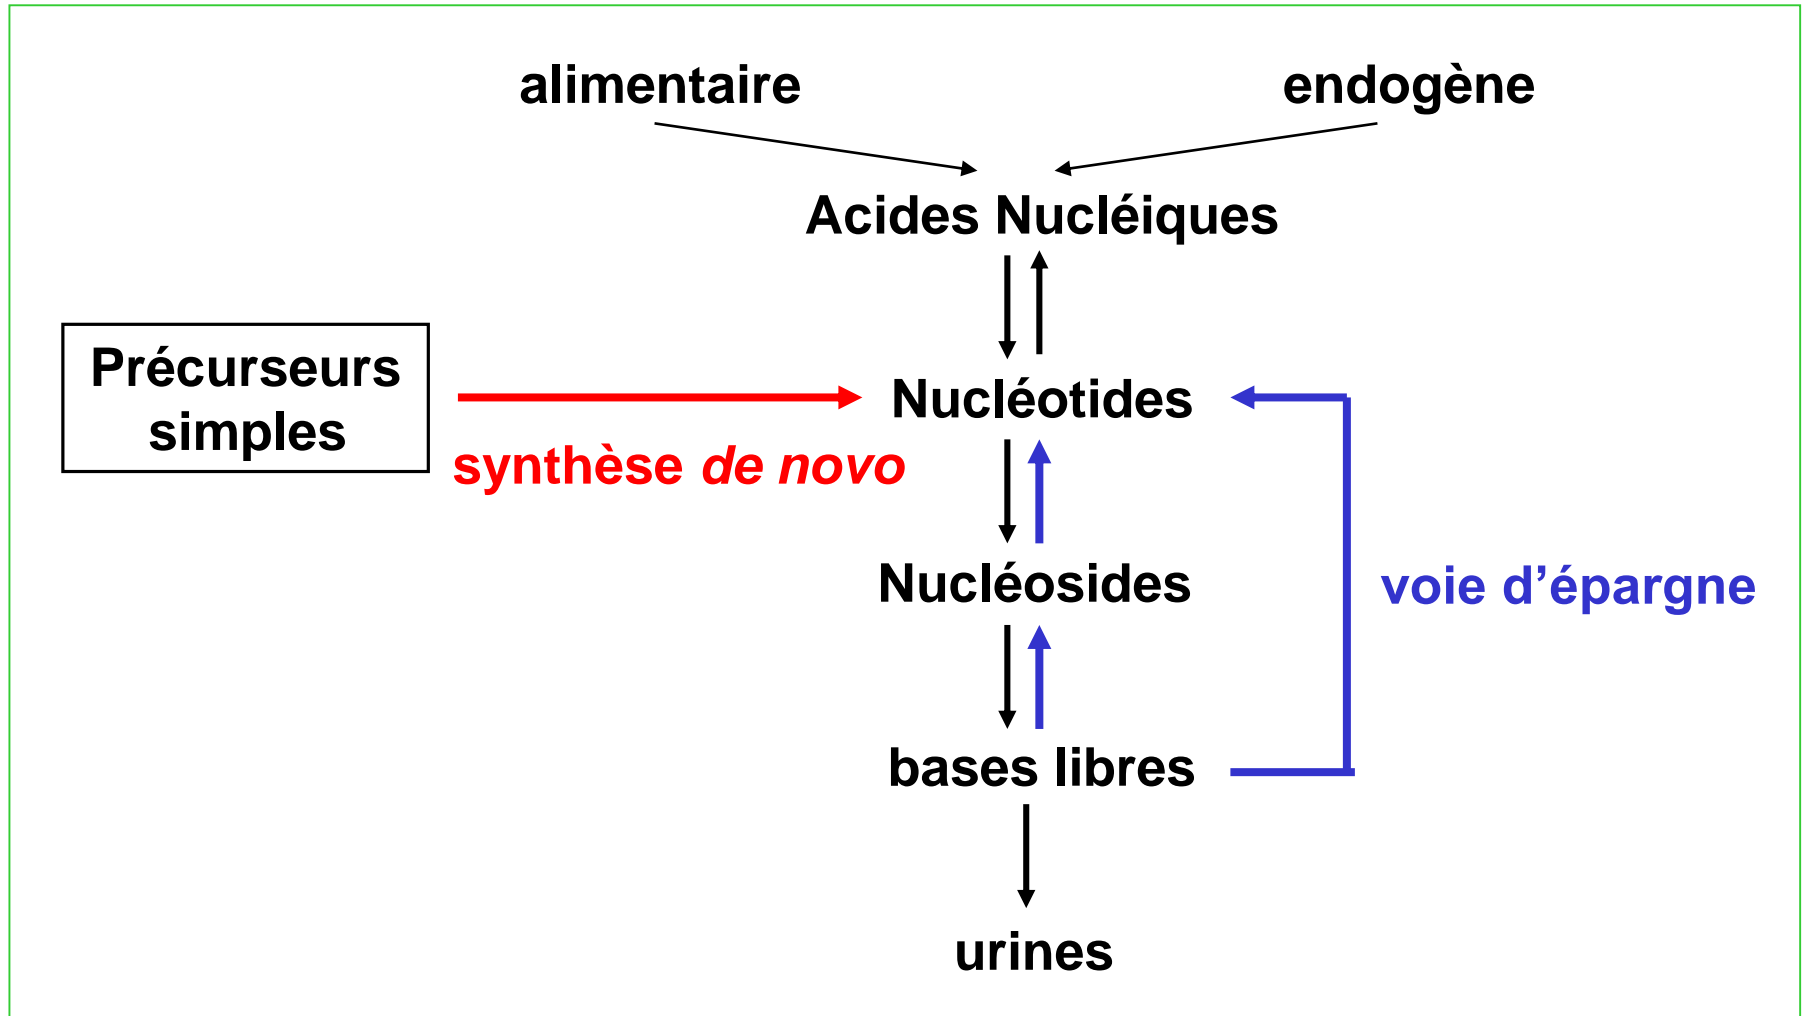 alimentaire
endogène
Acides Nucléiques
Précurseurs
simples
Nucléotides
synthèse de novo
Nucléosides
voie d’épargne
bases libres
urines